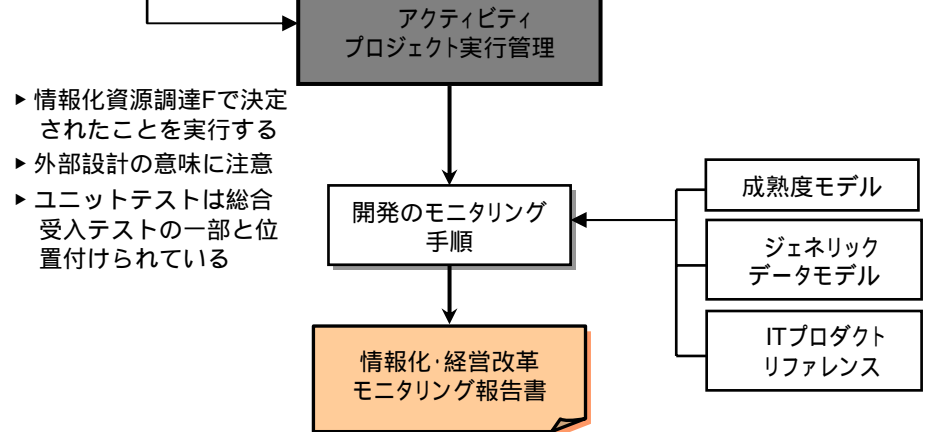 アクティビティ
プロジェクト実行管理
▶ 情報化資源調達Fで決定
されたことを実行する
▶ 外部設計の意味に注意
▶ ユニットテストは総合
受入テストの一部と位
置付けられている
開発のモニタリング
手順
成熟度モデル
ジェネリック
データモデル
ITプロダクト
リファレンス
情報化・経営改革
モニタリング報告書